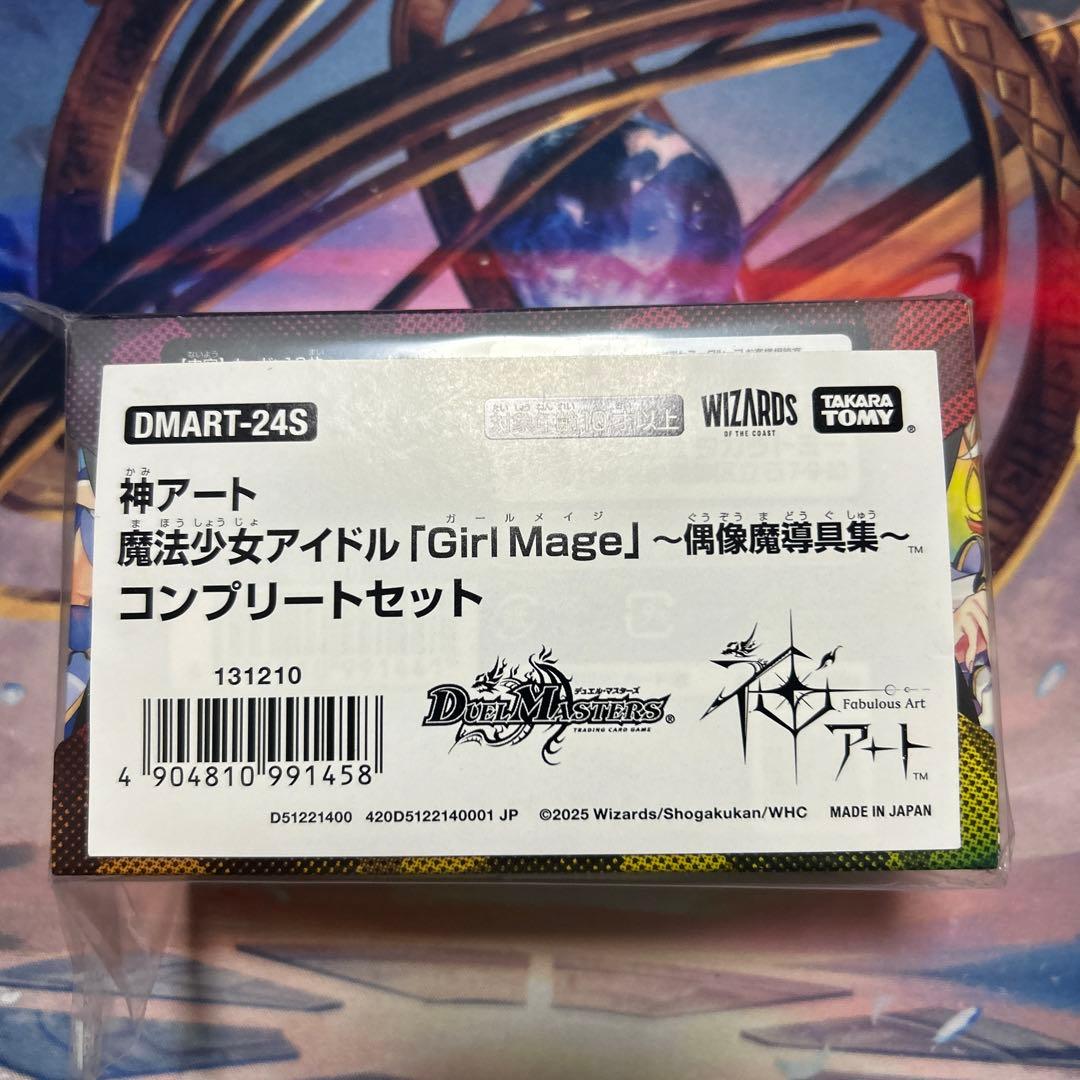 DMART-24S
対象年齢10才以上
WIZARDS
OF THE COAST
TAKARA
TOMY
®
かみ
神アート
まほうしょうじょ ガールメイジ ぐうぞうまどうぐしゅう
魔法少女アイドル「Girl Mage」~偶像魔導具集~™
コンプリートセット
131210
デュエル・マスターズ
DUEL MASTERS®
TRADING CARD GAME
神
Fabulous Art
アート™
4 904810 991458
D51221400 420D5122140001 JP ©2025 Wizards/Shogakukan/WHC MADE IN JAPAN